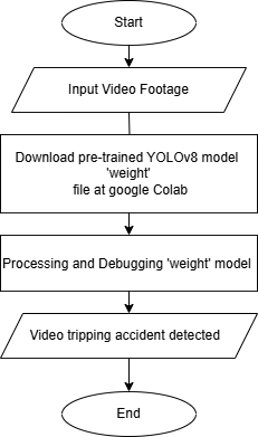 Start
Input Video Footage
Download pre-trained YOLOv8 model
'weight'
file at google Colab
Processing and Debugging 'weight' model
Video tripping accident detected
End